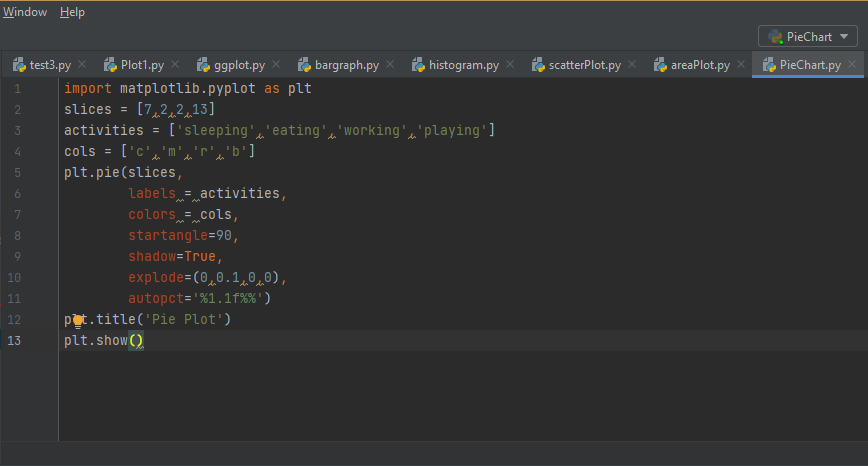 Window Help
PieChart
test3.py Plot1.py ggplot.py bargraph.py histogram.py scatterPlot.py areaPlot.py PieChart.py
1 import matplotlib.pyplot as plt
2 slices = [7,2,2,13]
3 activities = ['sleeping','eating','working','playing']
4 cols = ['c','m','r','b']
5 plt.pie(slices,
6 labels = activities,
7 colors = cols,
8 startangle=90,
9 shadow=True,
10 explode=(0,0.1,0,0),
11 autopct='%1.1f%%')
12 plt.title('Pie Plot')
13 plt.show()